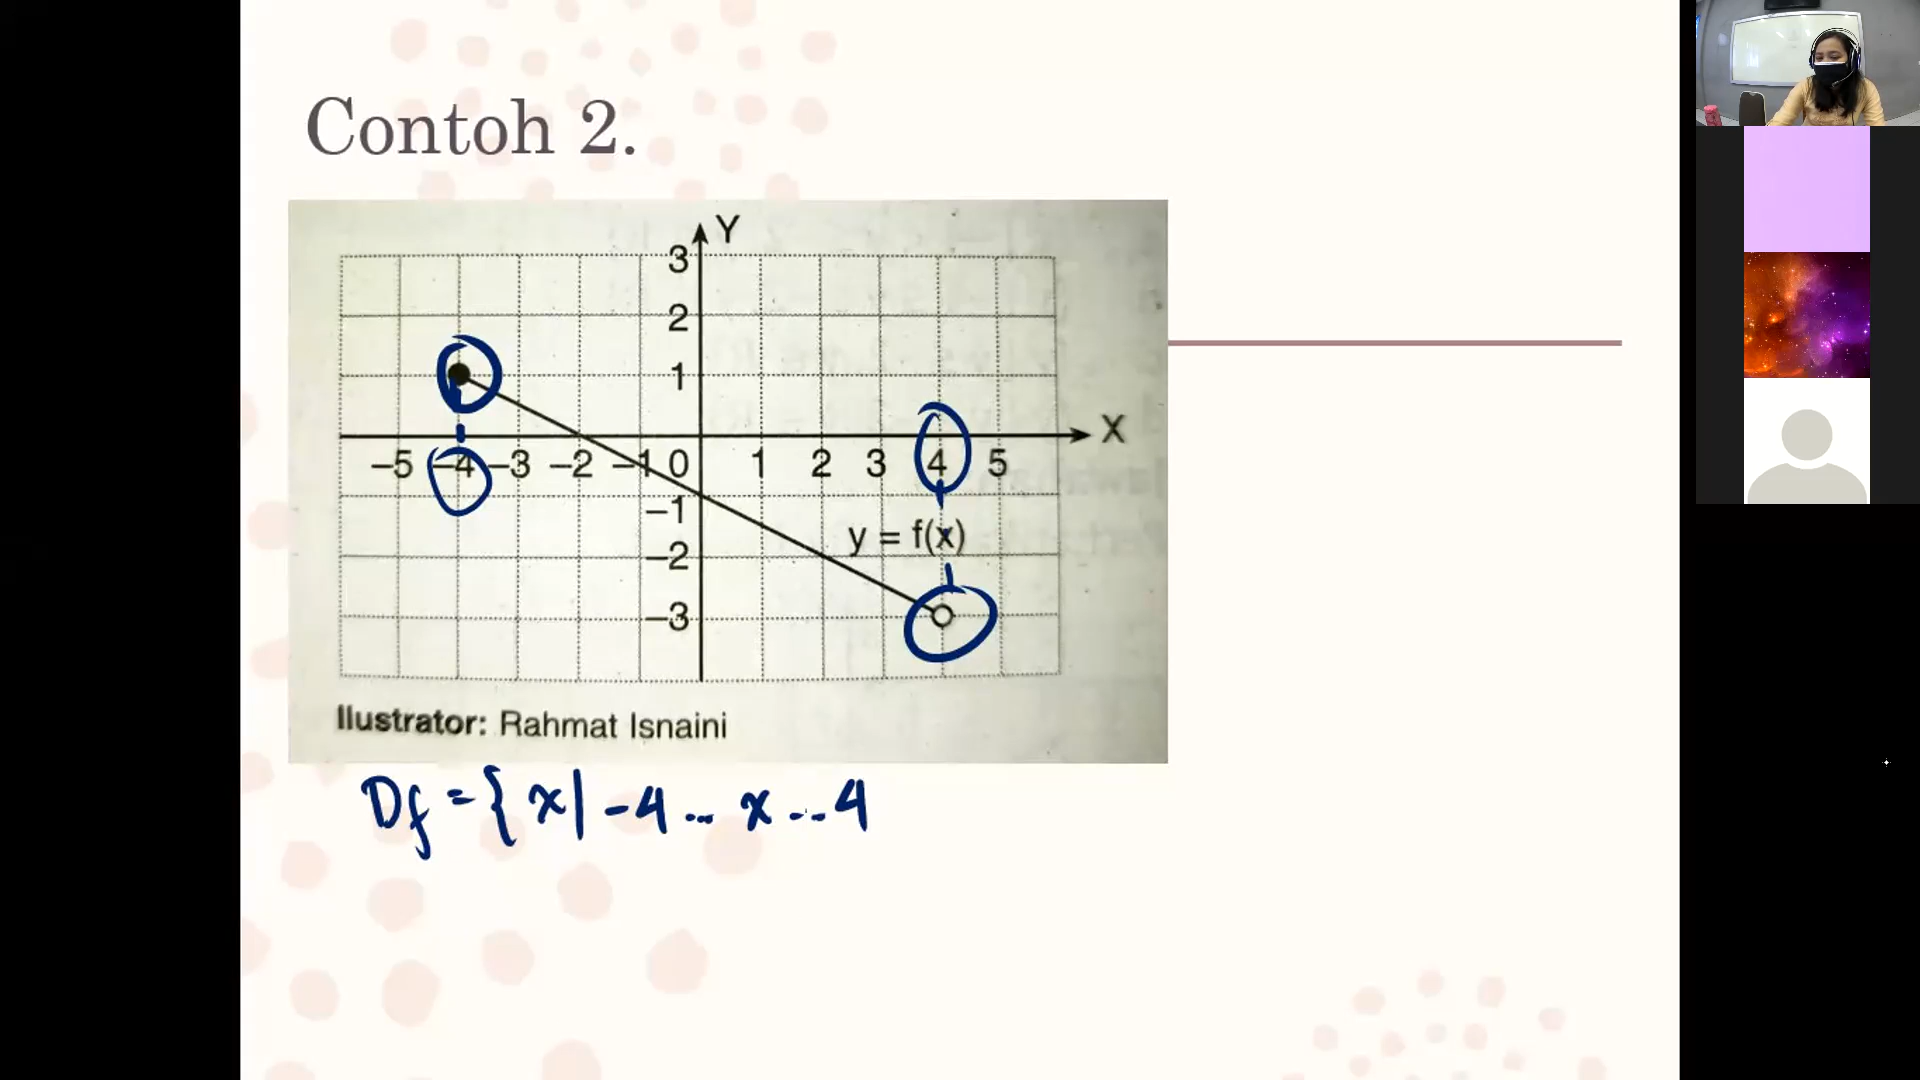 Contoh 2.
Y
3
2
1
X
−5 −4 −3 −2 −1 0 1 2 3 4 5
−1
y = f(x)
−2
−3
Ilustrator: Rahmat Isnaini
Df = { x | -4 ... x ... 4